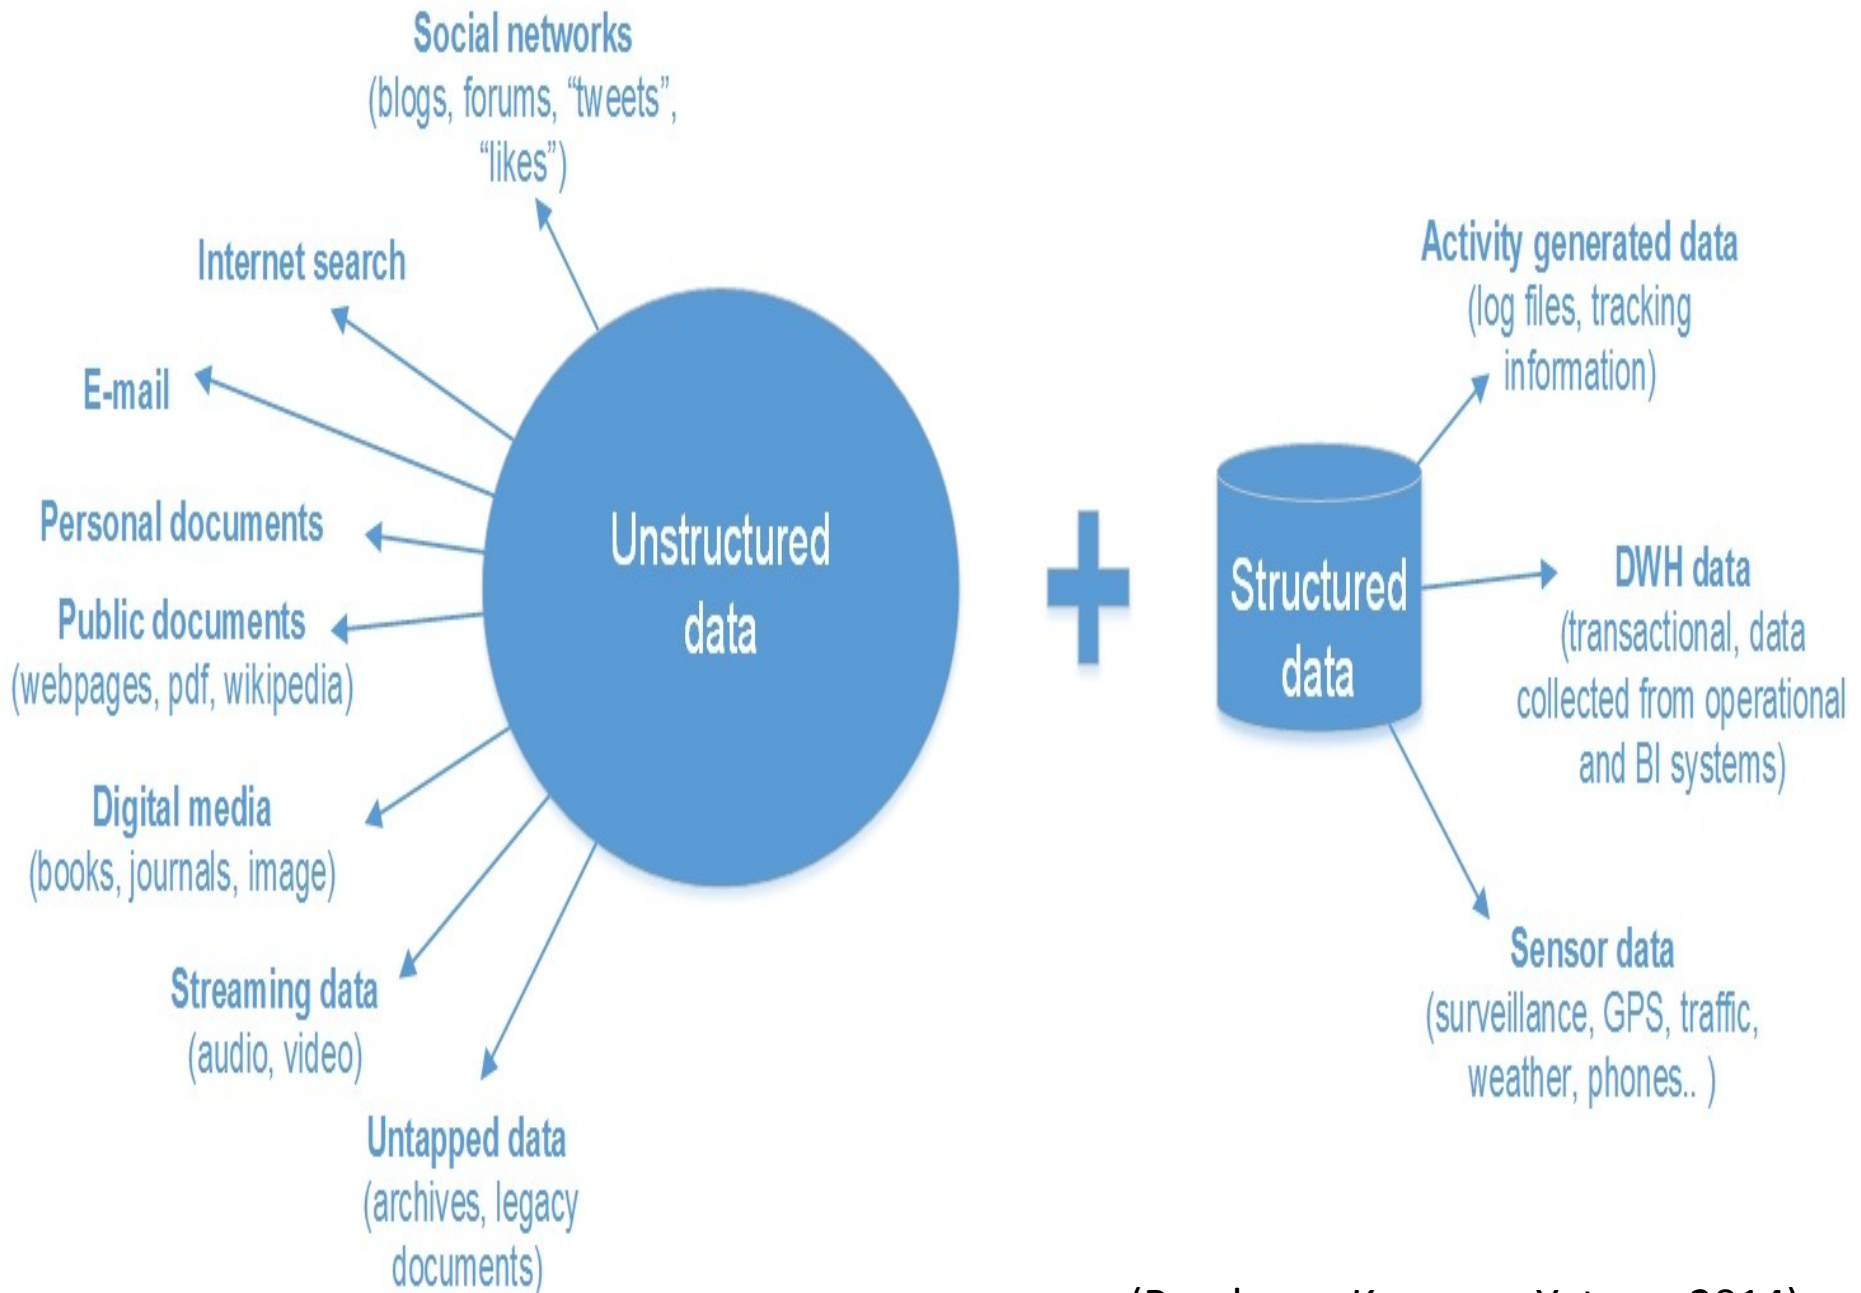 Social networks
(blogs, forums, “tweets”,
“likes”)
Internet search
E-mail
Personal documents
Public documents
(webpages, pdf, wikipedia)
Digital media
(books, journals, image)
Streaming data
(audio, video)
Untapped data
(archives, legacy
documents)
Unstructured
data
Structured
data
Activity generated data
(log files, tracking
information)
DWH data
(transactional, data
collected from operational
and BI systems)
Sensor data
(surveillance, GPS, traffic,
weather, phones.. )
2014)